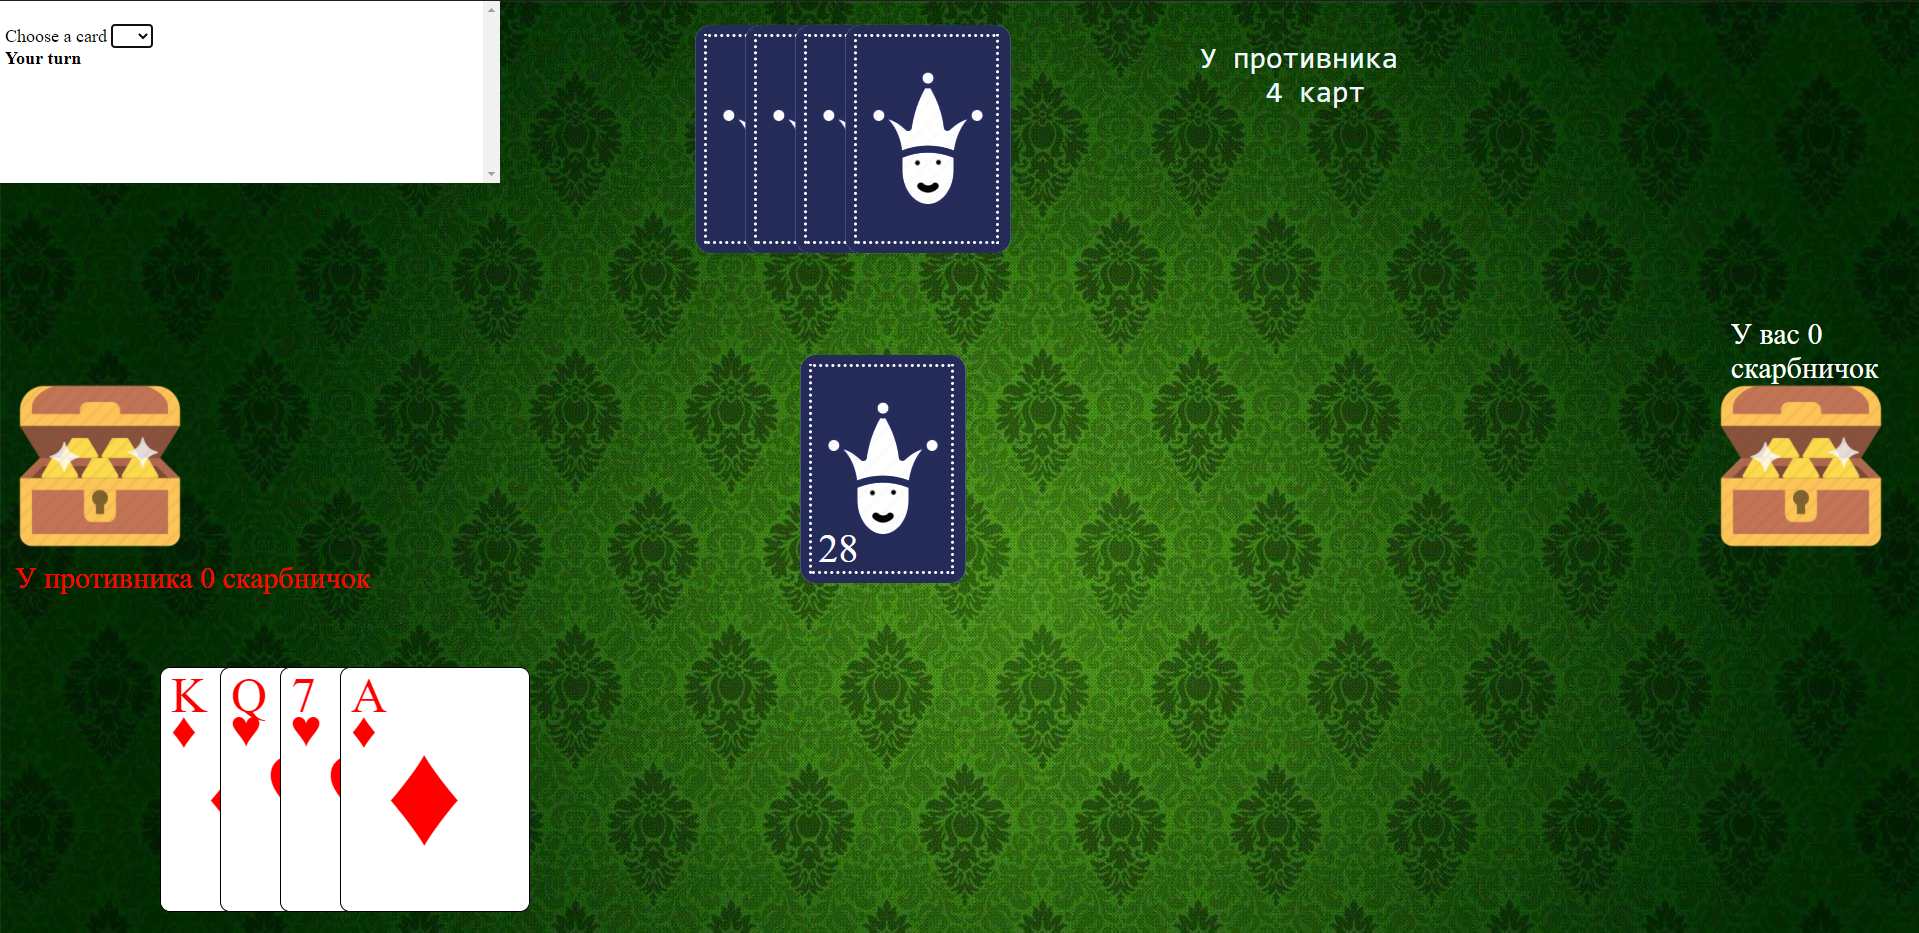 Choose a card
Your turn
У противника
4 карт
У вас 0
скарбничок
28
У противника 0 скарбничок
K Q 7 A